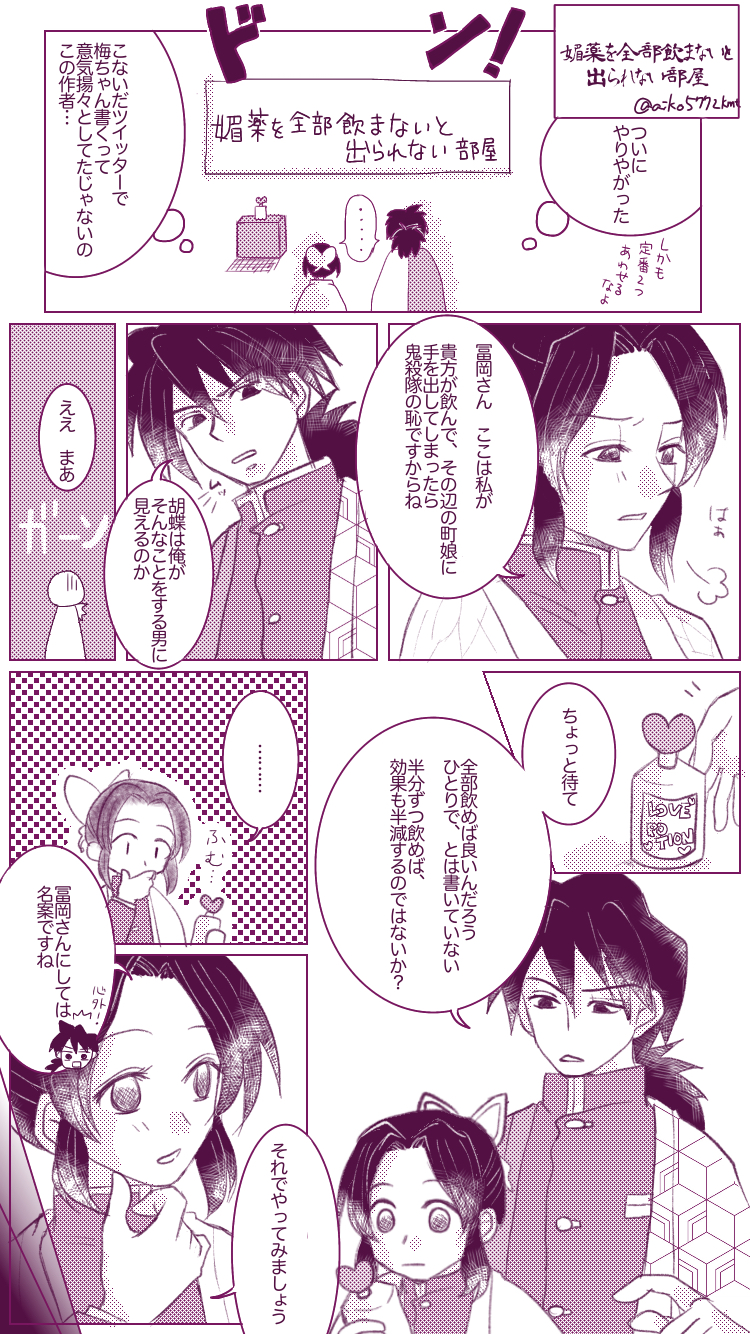 媚薬を全部飲まないと
出られない部屋
@aiko5772kmt
ドン!
媚薬を全部飲まないと
出られない部屋
ついに
やりやがった
しかも
定番2つ
あわせる
なよ
・・・・・
こないだツイッターで
梅ちゃん書くって
意気揚々としてたじゃないの
この作者…
冨岡さん ここは私が
貴方が飲んで、その辺の町娘に
手を出してしまったら
鬼殺隊の恥ですからね
はぁ
ムッ
胡蝶は俺が
そんなことをする男に
見えるのか
ええ まあ
ガーン
ちょっと待て
LOVE
PO
TION
全部飲めば良いんだろう
ひとりで、とは書いていない
半分ずつ飲めば、
効果も半減するのではないか？
………
ふむ…
冨岡さんにしては
名案ですね
心外!
それでやってみましょう